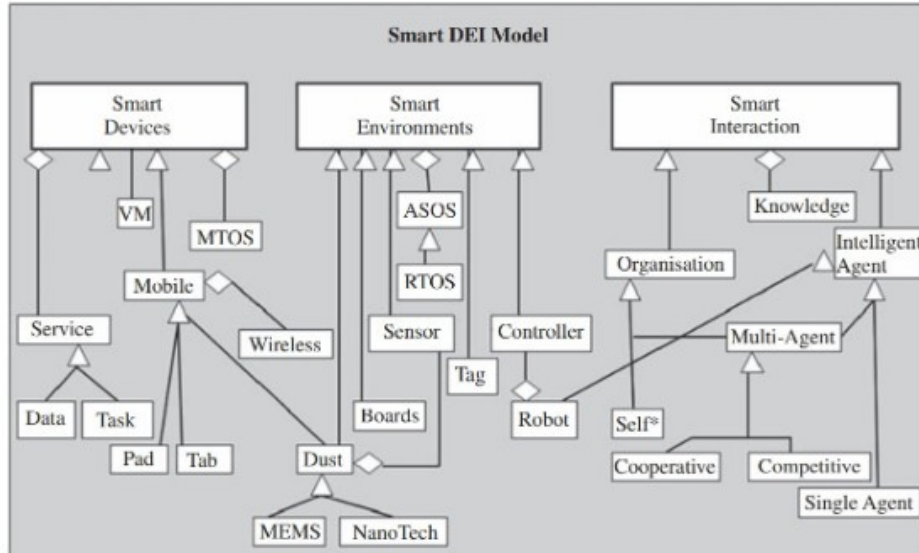 Smart DEI Model
Smart
Devices
Smart
Environments
Smart
Interaction
VM
MTOS
ASOS
Knowledge
Mobile
RTOS
Organisation
Intelligent
Agent
Service
Wireless
Sensor
Controller
Multi-Agent
Data
Task
Boards
Tag
Robot
Self*
Pad
Tab
Dust
Cooperative
Competitive
MEMS
NanoTech
Single Agent